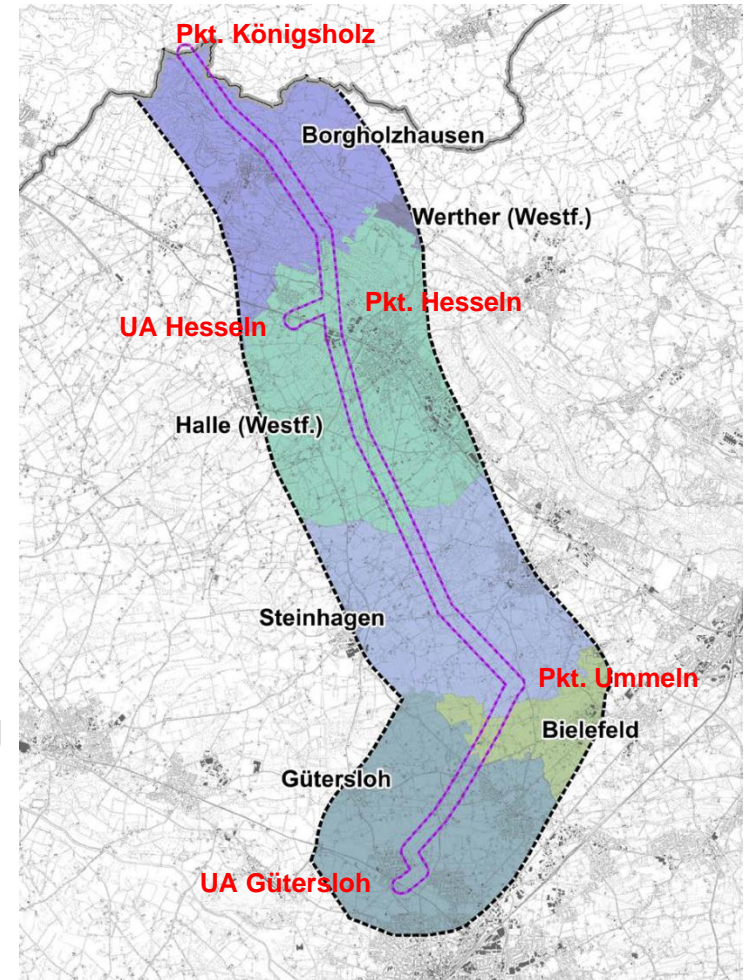 Pkt. Königsholz
Borgholzhausen
Werther (Westf.)
Pkt. Hesseln
UA Hesseln
Halle (Westf.)
Steinhagen
Pkt. Ummeln
Bielefeld
Gütersloh
UA Gütersloh